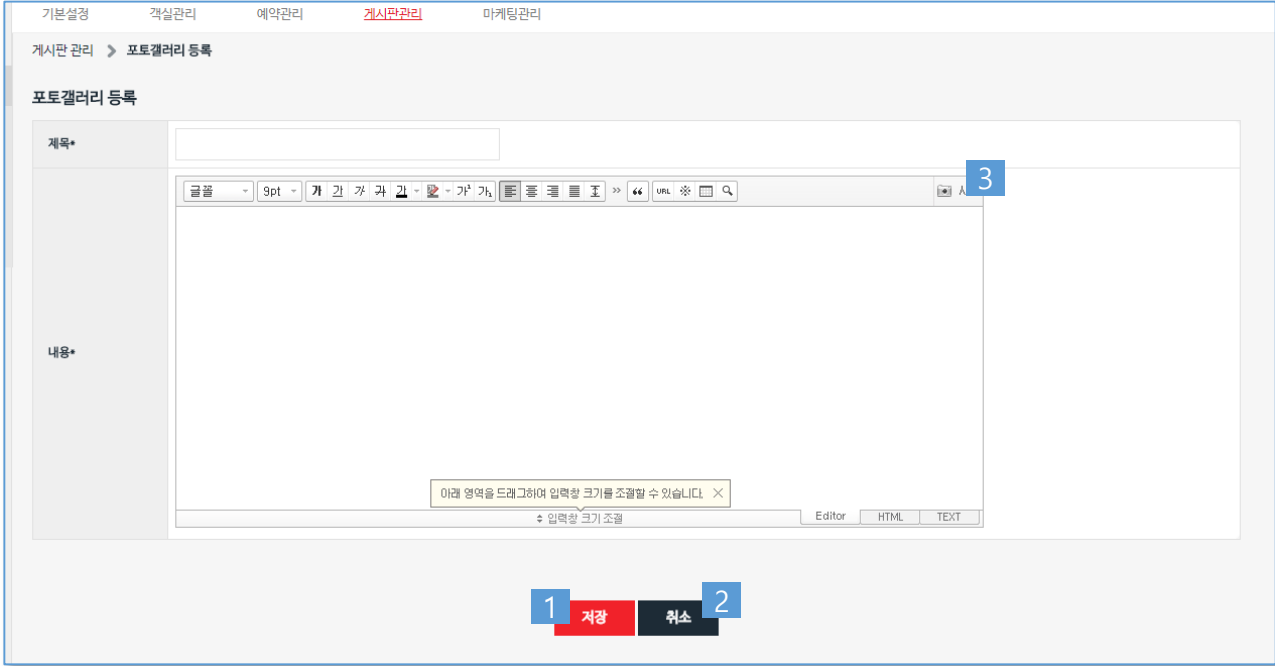 기본설정 객실관리 예약관리 게시판관리 마케팅관리
게시판 관리 > 포토갤러리 등록
포토갤러리 등록
제목*
3
글꼴 9pt 가 가 가 가 가 가² 가₁ » “ URL ※
내용*
아래 영역을 드래그하여 입력창 크기를 조절할 수 있습니다. ×
입력창 크기 조절 Editor HTML TEXT
1 저장 취소 2